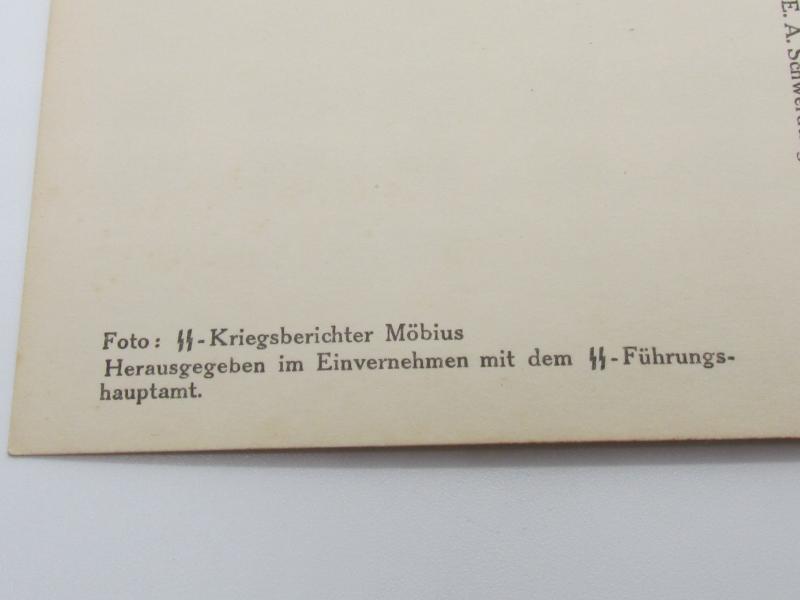 Foto: ᛋᛋ-Kriegsberichter Möbius
Herausgegeben im Einvernehmen mit dem ᛋᛋ-Führungs-
hauptamt.
E. A.